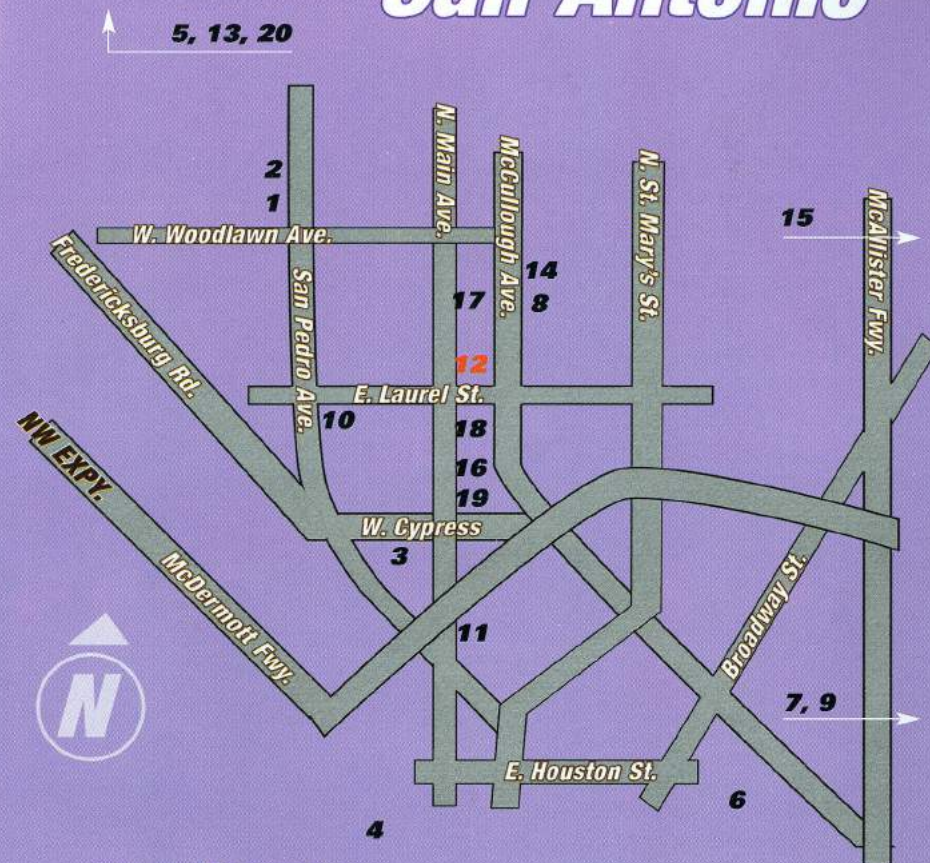 San Antonio
5, 13, 20
N. Main Ave.
McCullough Ave.
N. St. Mary's St.
2
1
McAllister Fwy.
15
W. Woodlawn Ave.
Fredericksburg Rd.
San Pedro Ave.
14
17
8
12
E. Laurel St.
10
18
NW EXPY.
16
19
W. Cypress
3
McDermott Fwy.
Broadway St.
11
N
7, 9
E. Houston St.
6
4